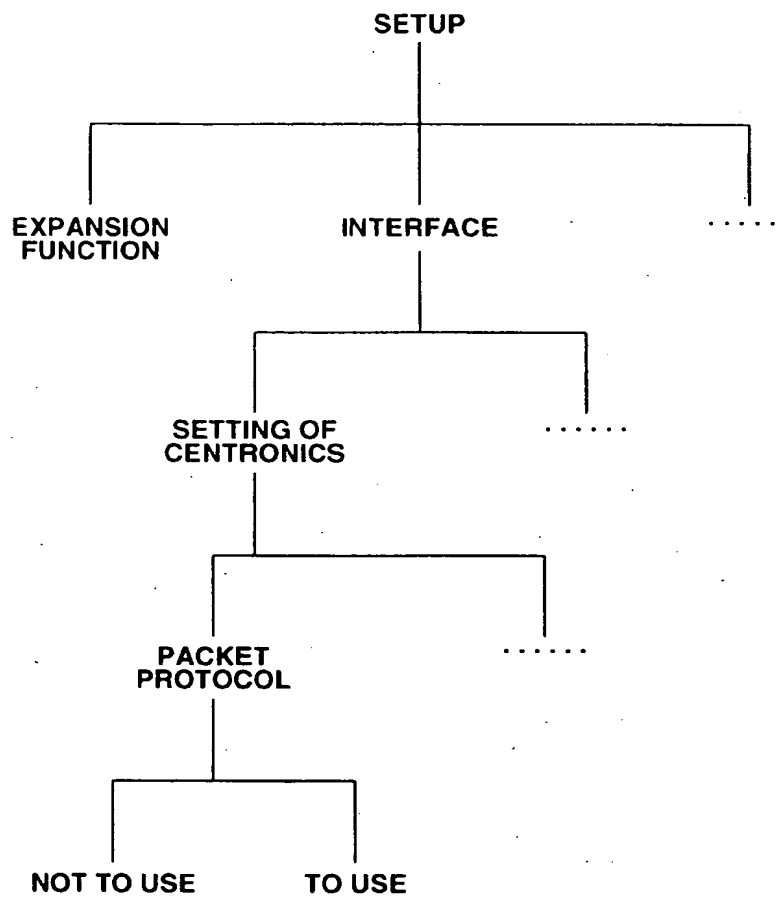 SETUP
EXPANSION
FUNCTION
INTERFACE
. . . . . .
SETTING OF
CENTRONICS
. . . . . .
PACKET
PROTOCOL
. . . . . .
NOT TO USE
TO USE